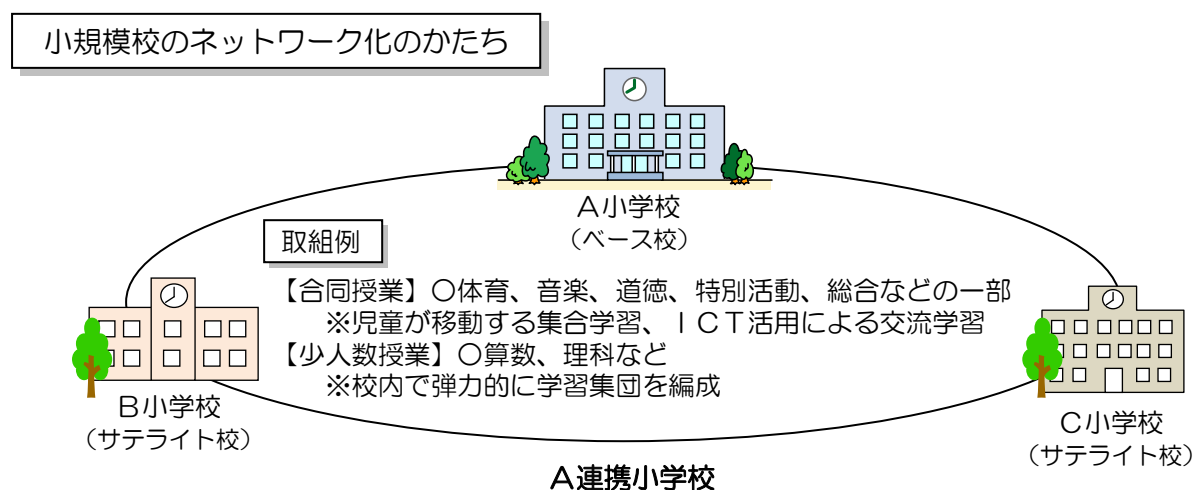 小規模校のネットワーク化のかたち
A小学校
(ベース校)
取組例
【合同授業】○体育、音楽、道徳、特別活動、総合などの一部
※児童が移動する集合学習、ICT活用による交流学習
【少人数授業】○算数、理科など
※校内で弾力的に学習集団を編成
B小学校
(サテライト校)
C小学校
(サテライト校)
A連携小学校